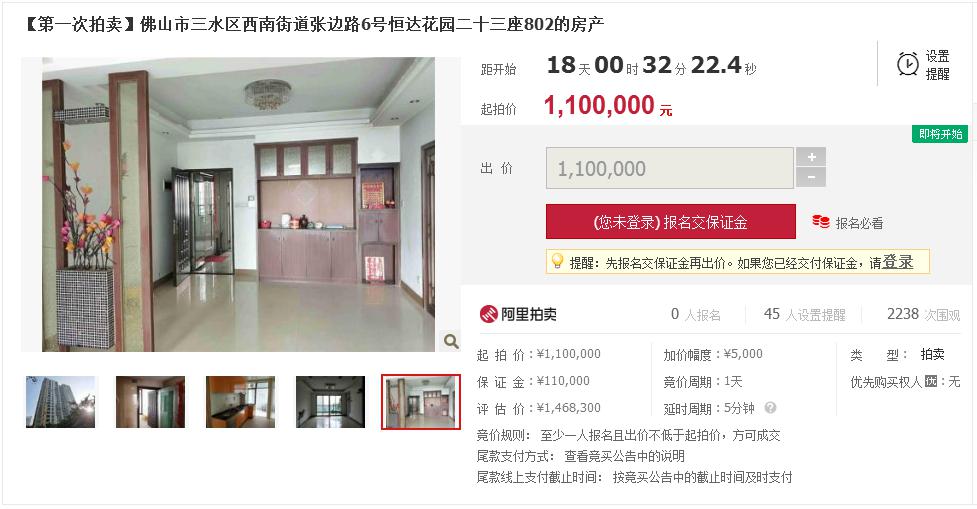 【第一次拍卖】佛山市三水区西南街道张边路6号恒达花园二十三座802的房产
距开始 18 天 00 时 32 分 22.4 秒
设置提醒
起拍价 1,100,000 元
即将开始
出价 1,100,000 + −
(您未登录) 报名交保证金 报名必看
提醒：先报名交保证金再出价。如果您已经交付保证金，请登录
阿里拍卖 0 人报名 45 人设置提醒 2238 次围观
起拍价：¥1,100,000 加价幅度：¥5,000 类型：拍卖
保证金：¥110,000 竞价周期：1天 优先购买权人优：无
评估价：¥1,468,300 延时周期：5分钟 ?
竞价规则： 至少一人报名且出价不低于起拍价，方可成交
尾款支付方式： 查看竞买公告中的说明
尾款线上支付截止时间： 按竞买公告中的截止时间及时支付